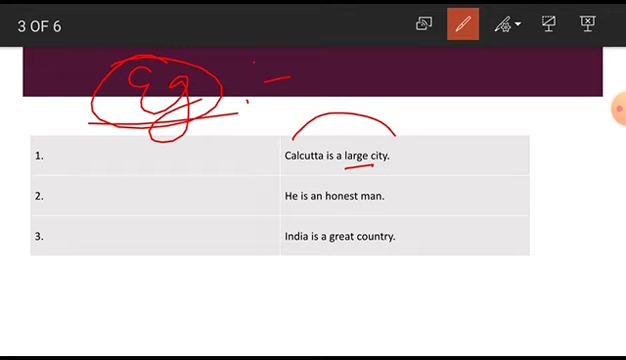 3 OF 6
Eg :-
1. Calcutta is a large city.
2. He is an honest man.
3. India is a great country.